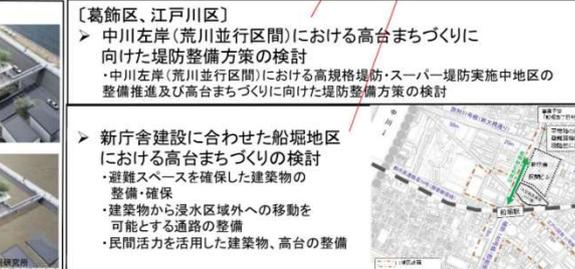 〔葛飾区、江戸川区〕
➢ 中川左岸（荒川並行区間）における高台まちづくりに
向けた堤防整備方策の検討
・中川左岸（荒川並行区間）における高規格堤防・スーパー堤防実施中地区の
整備推進及び高台まちづくりに向けた堤防整備方策の検討
➢ 新庁舎建設に合わせた船堀地区
における高台まちづくりの検討
・避難スペースを確保した建築物の
整備・確保
・建築物から浸水区域外への移動を
可能とする通路の整備
・民間活力を活用した建築物、高台の整備
中川
船堀駅
研究所